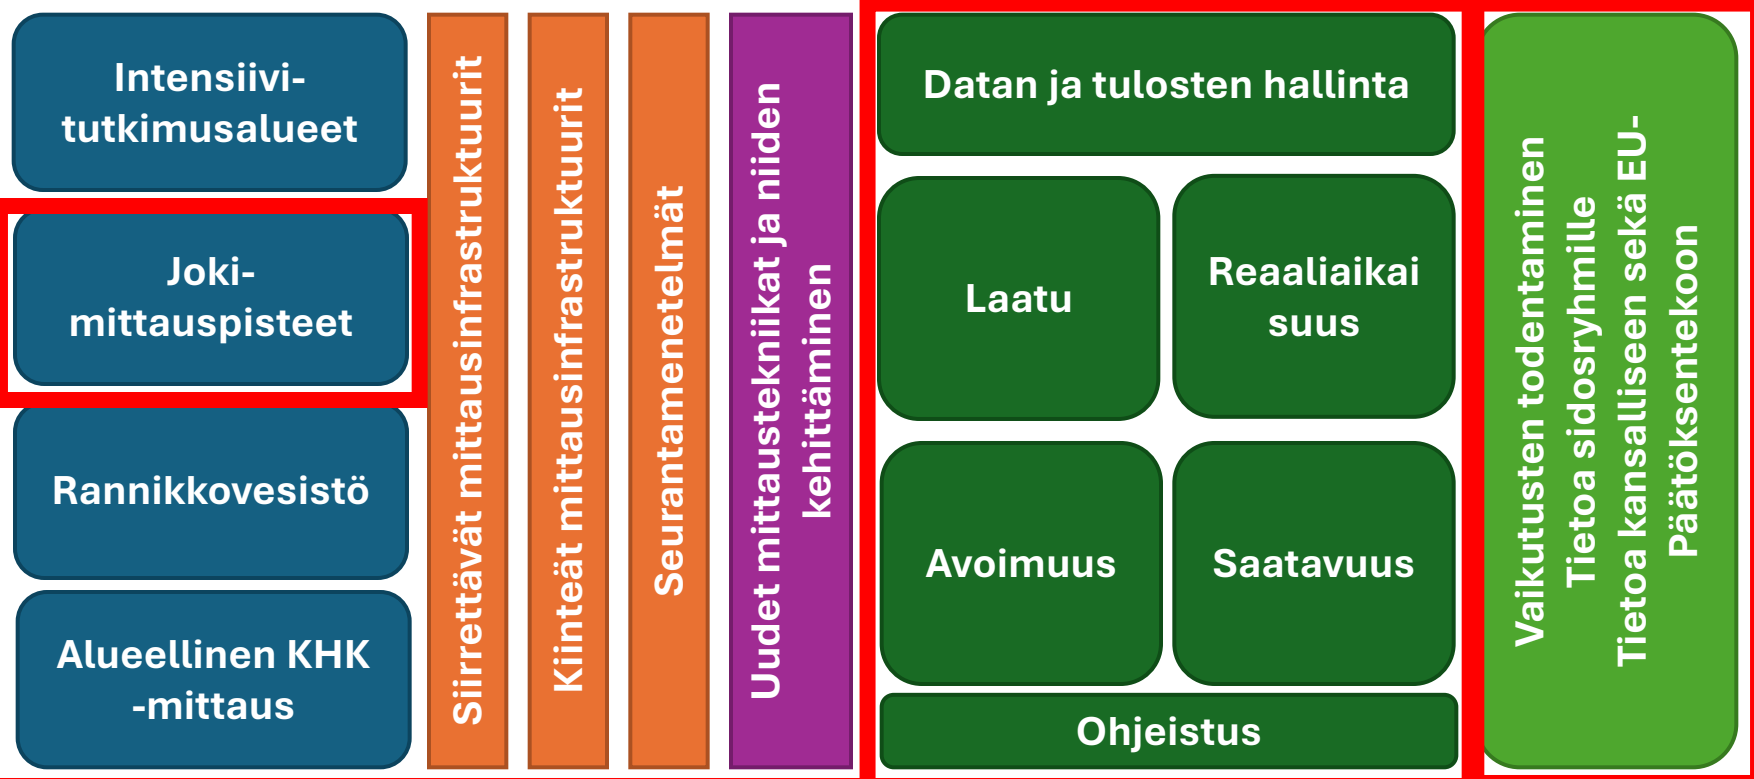 Intensiivi-
tutkimusalueet
Joki-
mittauspisteet
Rannikkovesistö
Alueellinen KHK
-mittaus
Siirrettävät mittausinfrastruktuurit
Kiinteät mittausinfrastruktuurit
Seurantamenetelmät
Uudet mittaustekniikat ja niiden
kehittäminen
Datan ja tulosten hallinta
Laatu
Reaaliaikai
suus
Avoimuus
Saatavuus
Ohjeistus
Vaikutusten todentaminen
Tietoa sidosryhmille
Tietoa kansalliseen sekä EU-
Päätöksentekoon